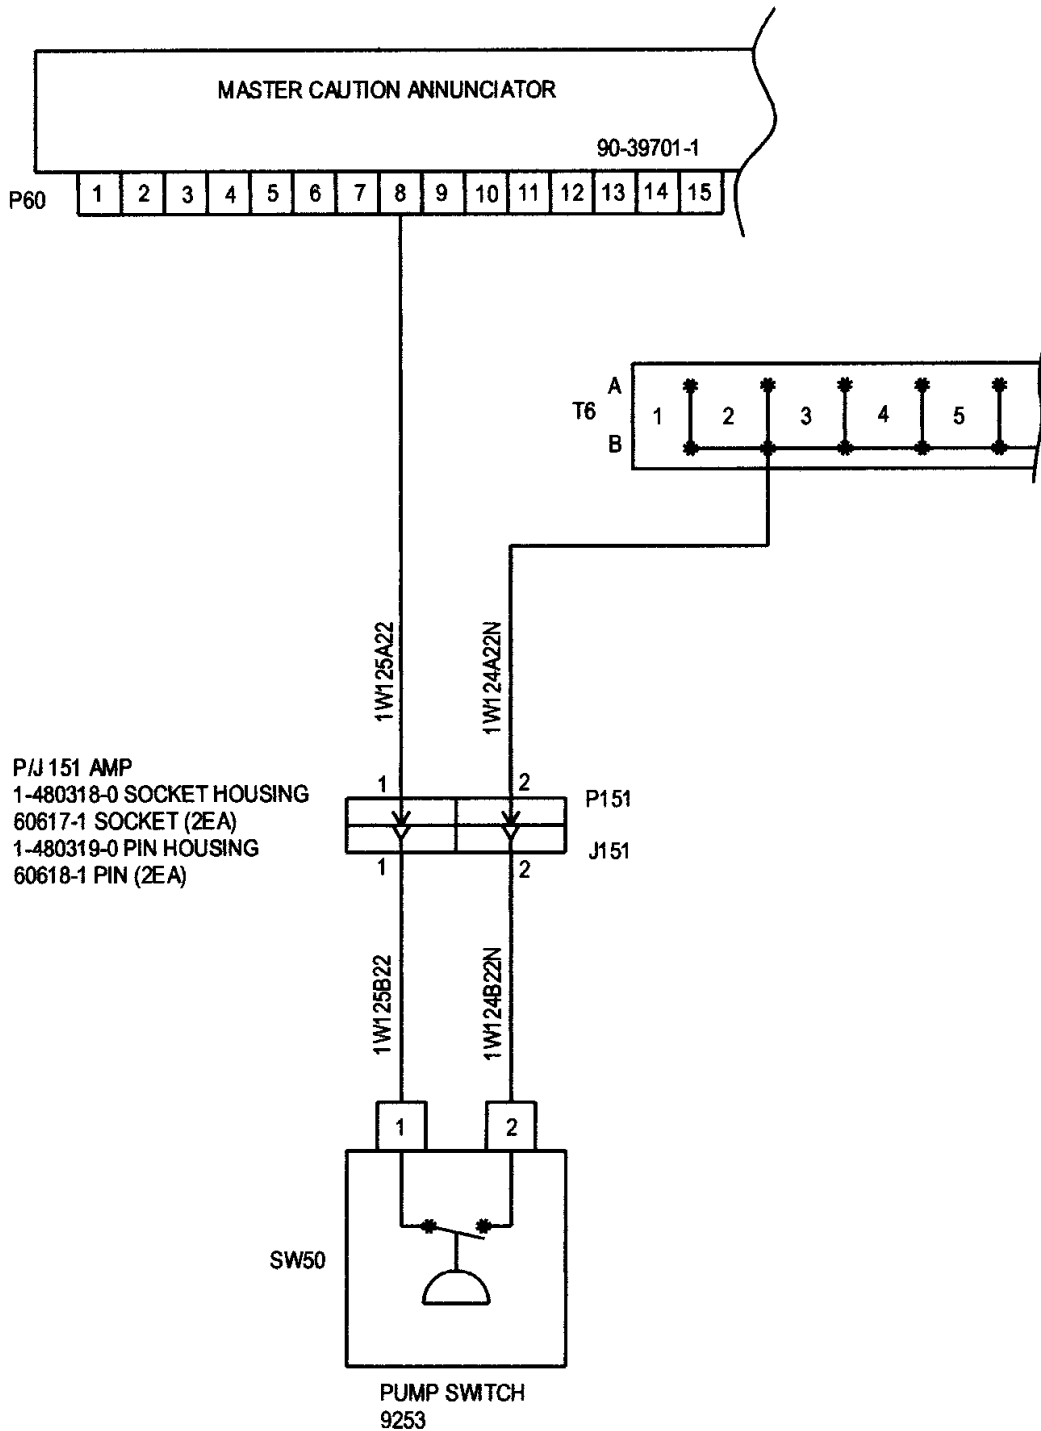 MASTER CAUTION ANNUNCIATOR
90-39701-1
P60 1 2 3 4 5 6 7 8 9 10 11 12 13 14 15
A
T6 1 2 3 4 5
B
1W125A22
1W124A22N
P/J 151 AMP
1-480318-0 SOCKET HOUSING
60617-1 SOCKET (2EA)
1-480319-0 PIN HOUSING
60618-1 PIN (2EA)
1 2
P151
J151
1 2
1W125B22
1W124B22N
1 2
SW50
PUMP SWITCH
9253